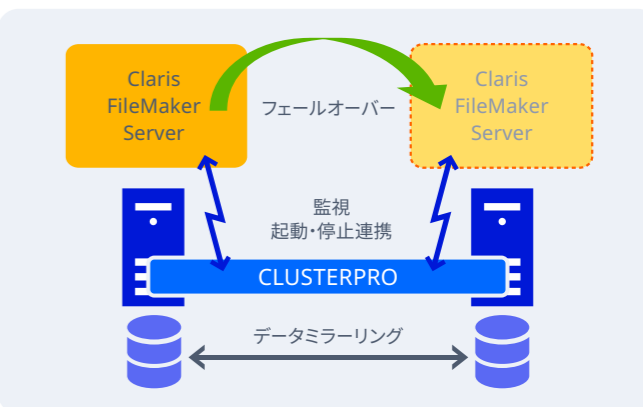 Claris
FileMaker
Server
フェールオーバー
Claris
FileMaker
Server
監視
起動・停止連携
CLUSTERPRO
データミラーリング